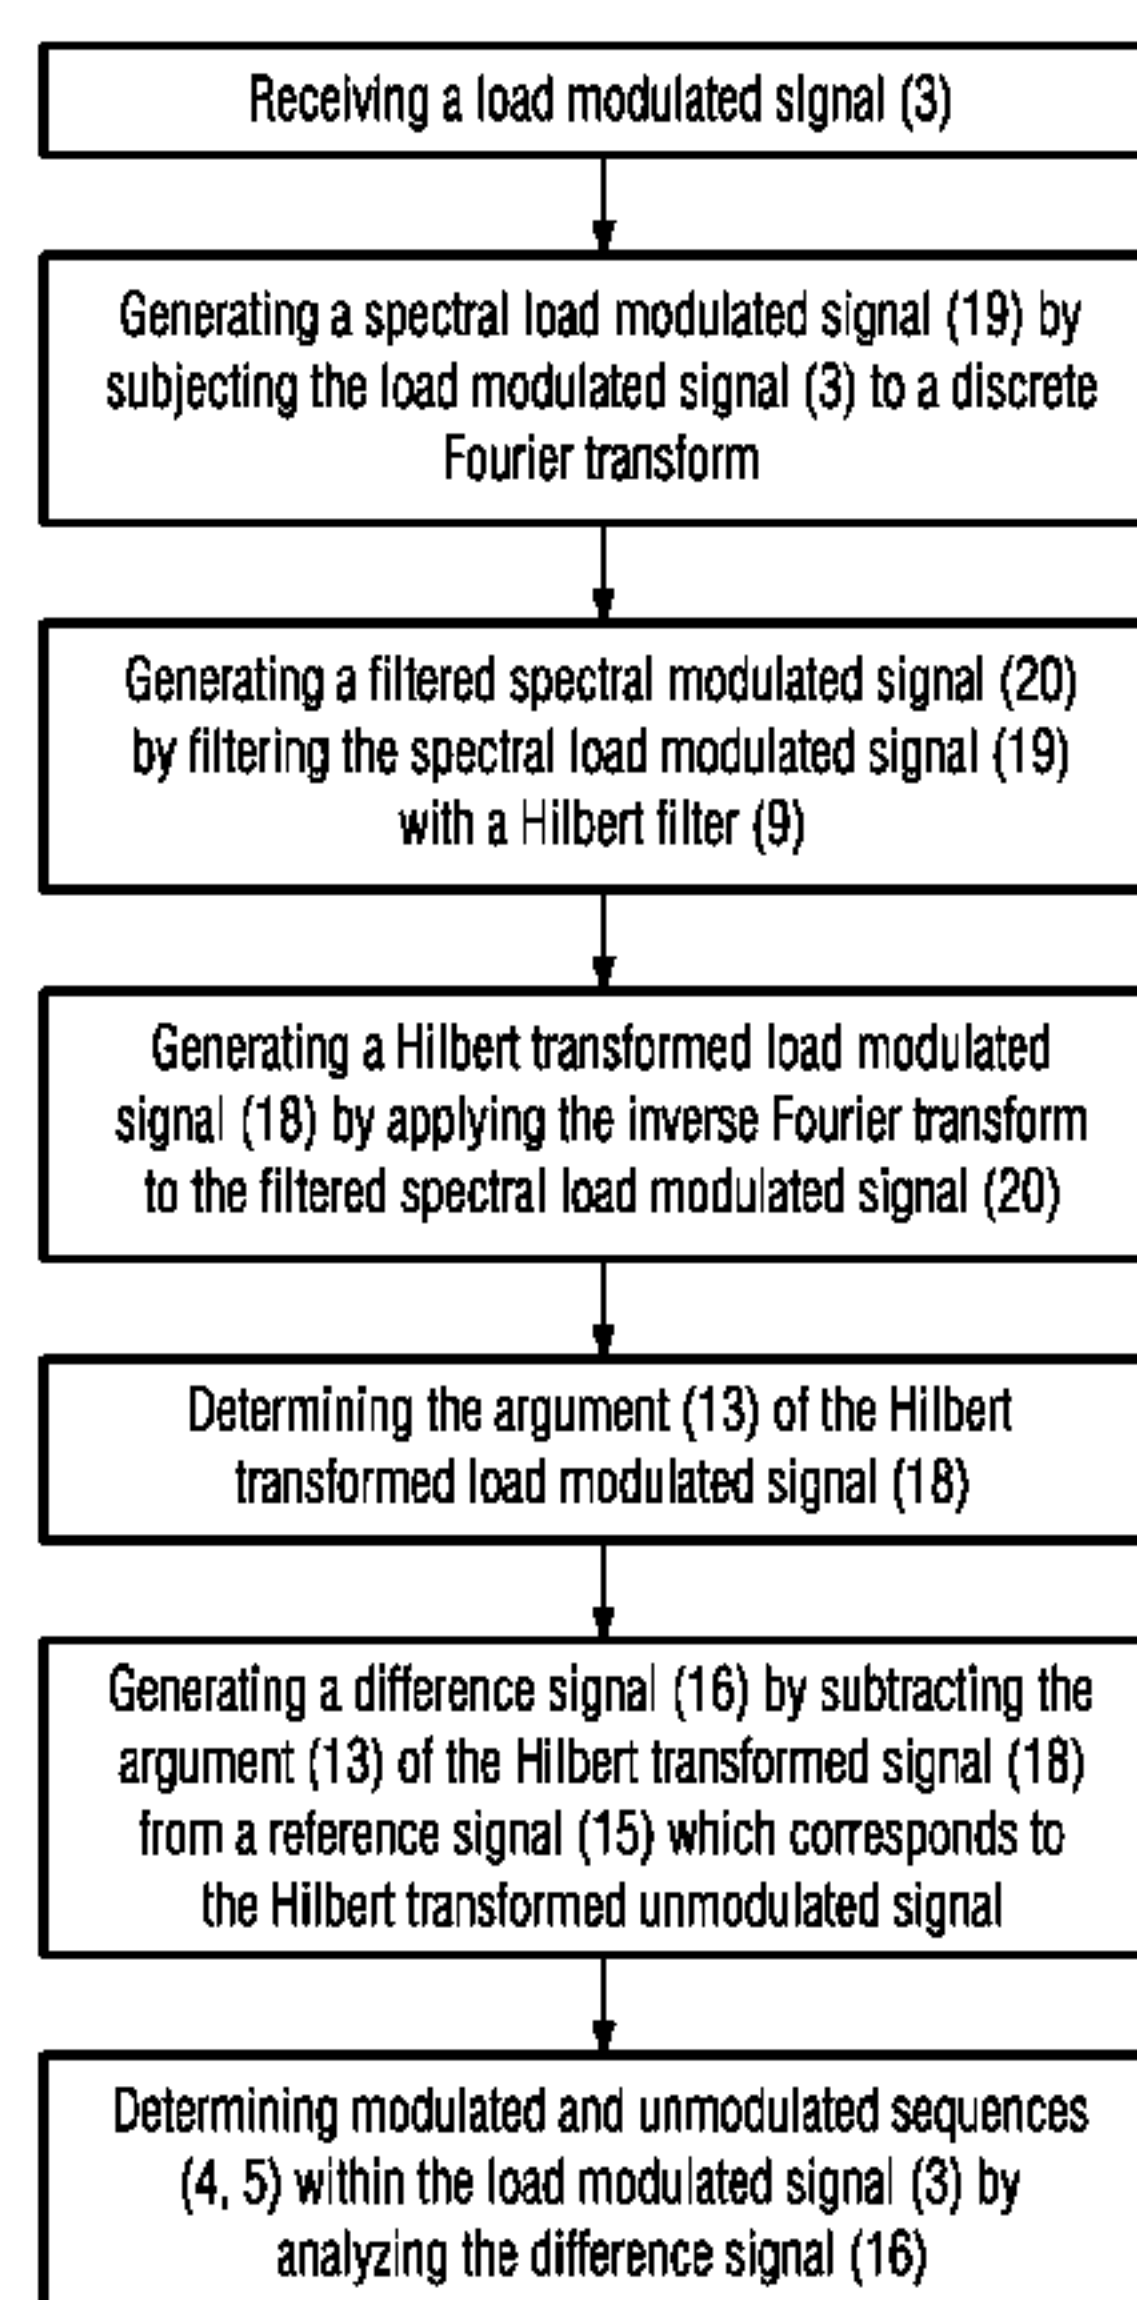 Receiving a load modulated signal (3)
Generating a spectral load modulated signal (19) by
subjecting the load modulated signal (3) to a discrete
Fourier transform
Generating a filtered spectral modulated signal (20)
by filtering the spectral load modulated signal (19)
with a Hilbert filter (9)
Generating a Hilbert transformed load modulated
signal (18) by applying the inverse Fourier transform
to the filtered spectral load modulated signal (20)
Determining the argument (13) of the Hilbert
transformed load modulated signal (18)
Generating a difference signal (16) by subtracting the
argument (13) of the Hilbert transformed signal (18)
from a reference signal (15) which corresponds to
the Hilbert transformed unmodulated signal
Determining modulated and unmodulated sequences
(4, 5) within the load modulated signal (3) by
analyzing the difference signal (16)